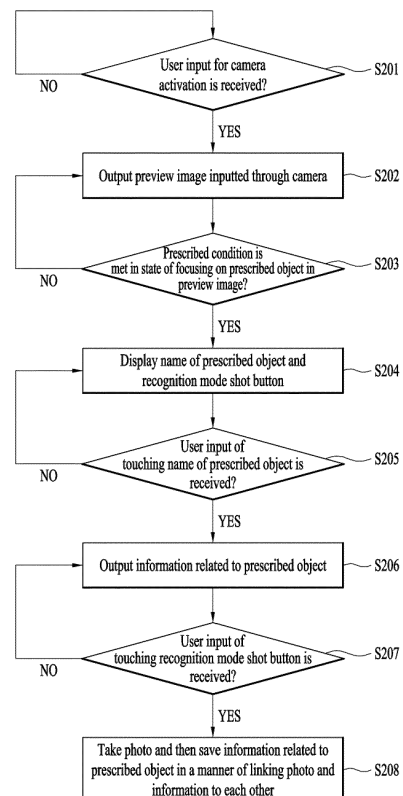 User input for camera
activation is received?
S201
NO
YES
Output preview image inputted through camera
S202
Prescribed condition is
met in state of focusing on prescribed object in
preview image?
S203
NO
YES
Display name of prescribed object and
recognition mode shot button
S204
User input of
touching name of prescribed object is
received?
S205
NO
YES
Output information related to prescribed object
S206
User input of
touching recognition mode shot button is
received?
S207
NO
YES
Take photo and then save information related to
prescribed object in a manner of linking photo and
information to each other
S208